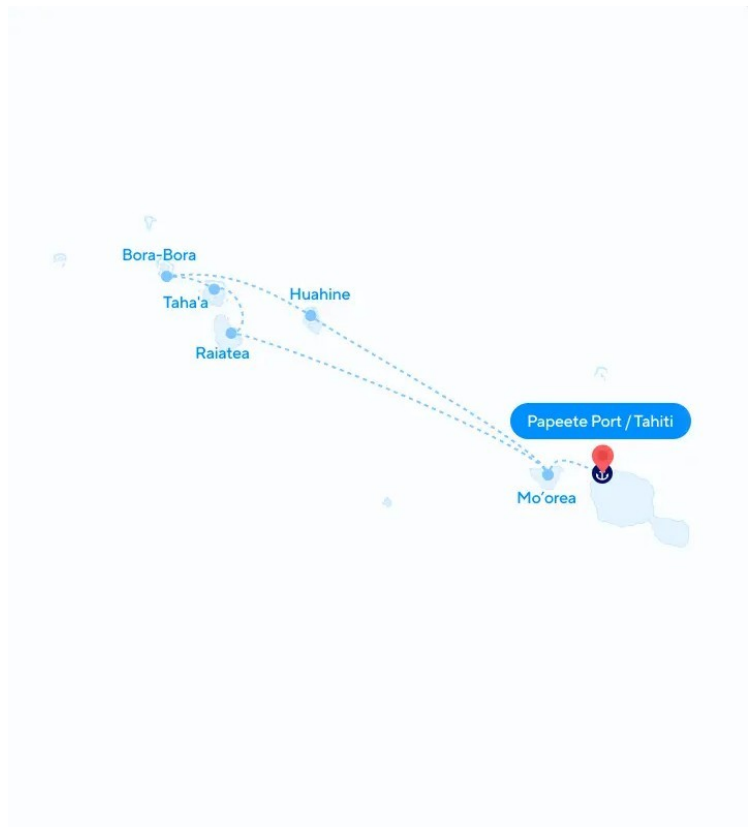 Bora-Bora
Taha'a
Huahine
Raiatea
Papeete Port / Tahiti
Mo’orea